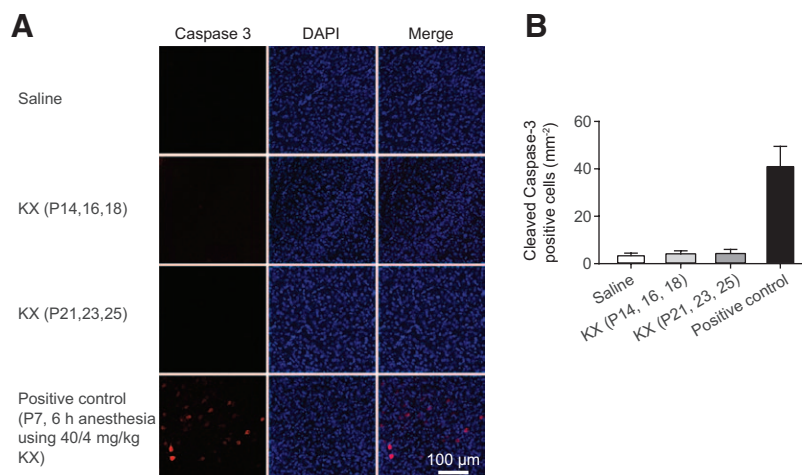 A
B
Caspase 3 DAPI Merge
Saline
KX (P14,16,18)
KX (P21,23,25)
Positive control
(P7, 6 h anesthesia
using 40/4 mg/kg
KX)
100 µm
Cleaved Caspase-3
positive cells (mm-2)
60
40
20
0
Saline
KX (P14, 16, 18)
KX (P21, 23, 25)
Positive control